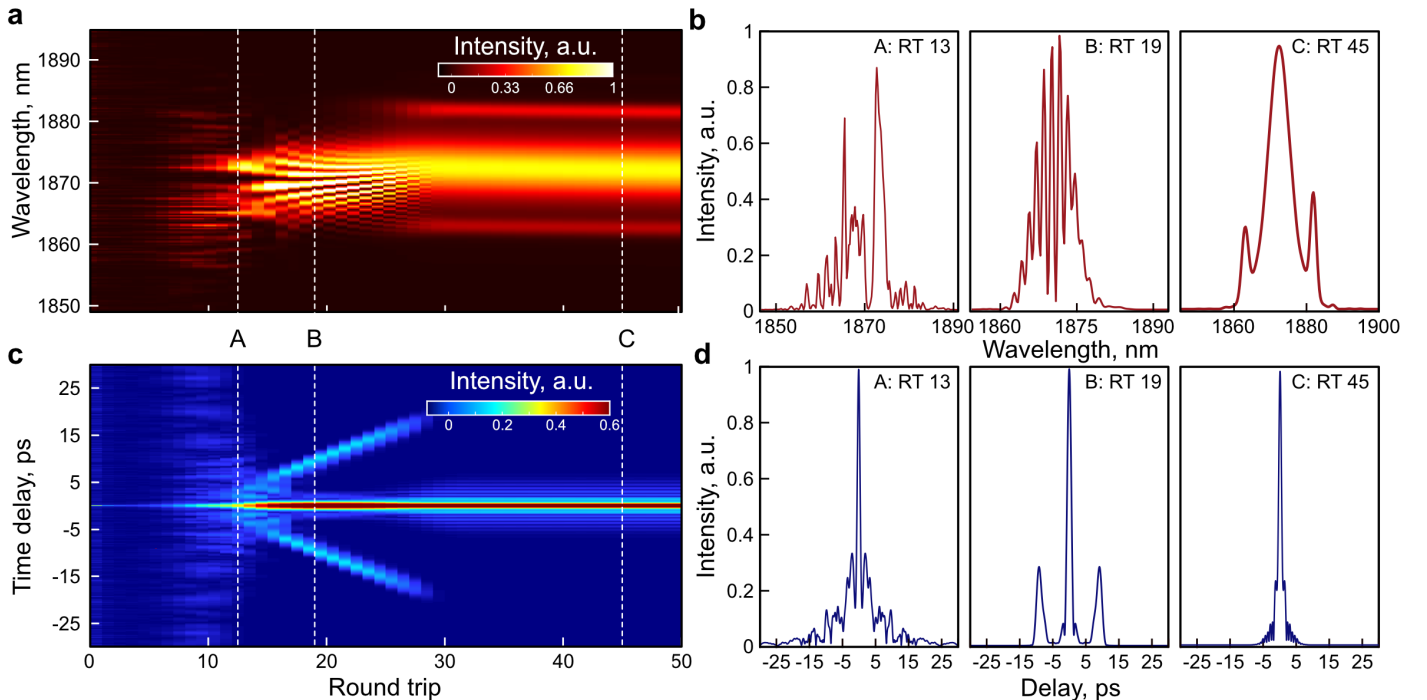 a
Wavelength, nm
1890
1880
1870
1860
1850
Intensity, a.u.
0
0.33
0.66
1
A
B
C
b
Intensity, a.u.
1
0.8
0.6
0.4
0.2
0
A: RT 13
B: RT 19
C: RT 45
1850
1870
1890
1860
1875
1890
1860
1880
1900
Wavelength, nm
c
Time delay, ps
25
15
5
-5
-15
-25
Intensity, a.u.
0
0.2
0.4
0.6
0
10
20
30
40
50
Round trip
d
Intensity, a.u.
1
0.8
0.6
0.4
0.2
0
A: RT 13
B: RT 19
C: RT 45
-25
-15
-5
5
15
25
-25
-15
-5
5
15
25
-25
-15
-5
5
15
25
Delay, ps